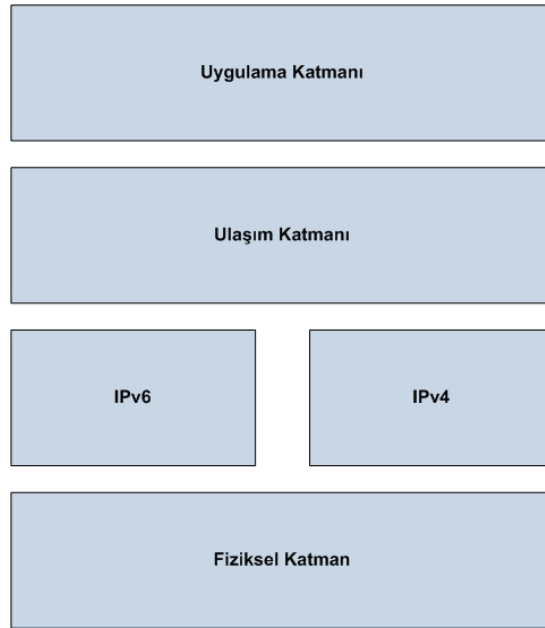 Uygulama Katmanı
Ulaşım Katmanı
IPv6
IPv4
Fiziksel Katman